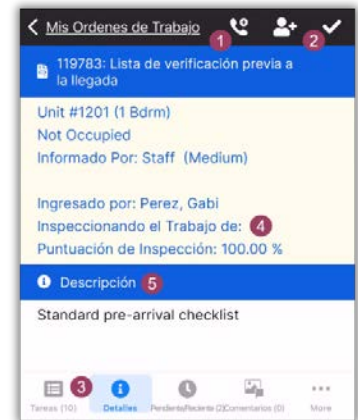 Mis Ordenes de Trabajo
1
2
119783: Lista de verificación previa a
la llegada
Unit #1201 (1 Bdrm)
Not Occupied
Informado Por: Staff (Medium)
Ingresado por: Perez, Gabi
Inspeccionando el Trabajo de: 4
Puntuación de Inspección: 100.00 %
Descripción 5
Standard pre-arrival checklist
3
Tareas (10) Detalles Pendiente/Reciente (2) Comentarios (0) More